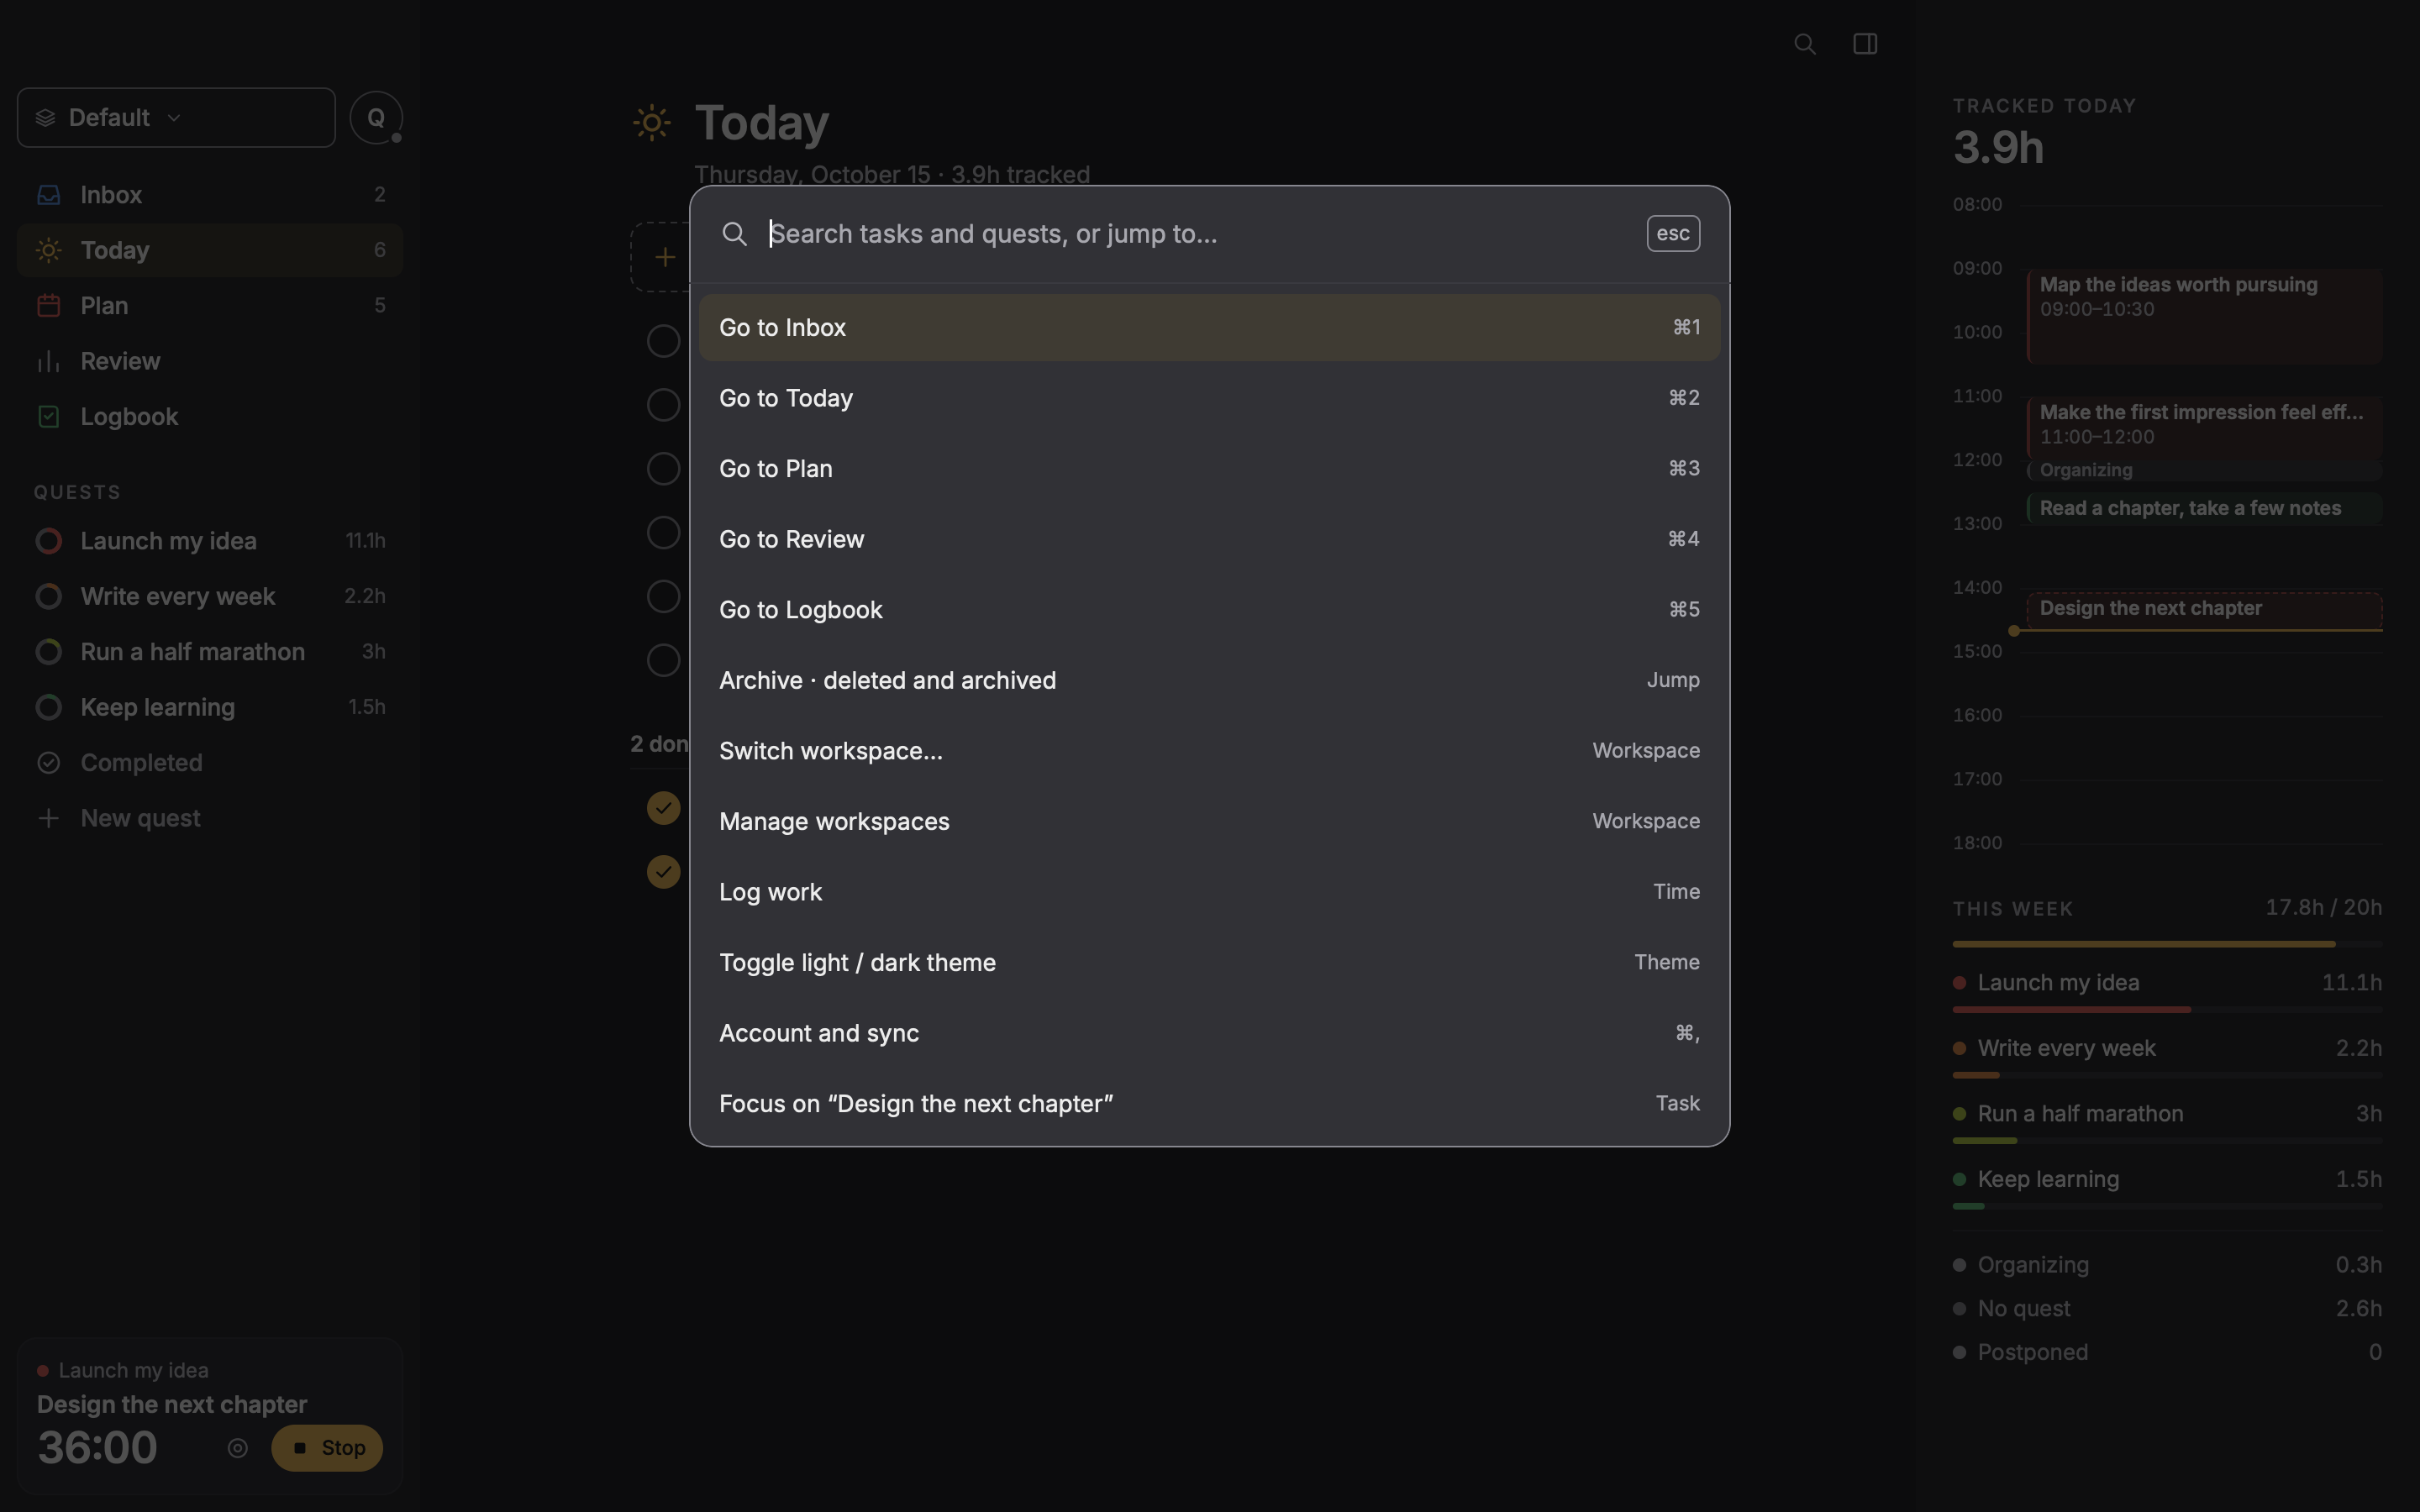 Default
Q
Inbox 2
Today 6
Plan 5
Review
Logbook
QUESTS
Launch my idea 11.1h
Write every week 2.2h
Run a half marathon 3h
Keep learning 1.5h
Completed
New quest
Launch my idea
Design the next chapter
36:00 Stop
Today
Thursday, October 15 · 3.9h tracked
2 don
Search tasks and quests, or jump to... esc
Go to Inbox ⌘1
Go to Today ⌘2
Go to Plan ⌘3
Go to Review ⌘4
Go to Logbook ⌘5
Archive · deleted and archived Jump
Switch workspace... Workspace
Manage workspaces Workspace
Log work Time
Toggle light / dark theme Theme
Account and sync ⌘,
Focus on “Design the next chapter” Task
TRACKED TODAY
3.9h
08:00
09:00
Map the ideas worth pursuing
09:00–10:30
10:00
11:00
Make the first impression feel eff...
11:00–12:00
12:00
Organizing
Read a chapter, take a few notes
13:00
14:00
Design the next chapter
15:00
16:00
17:00
18:00
THIS WEEK 17.8h / 20h
Launch my idea 11.1h
Write every week 2.2h
Run a half marathon 3h
Keep learning 1.5h
Organizing 0.3h
No quest 2.6h
Postponed 0